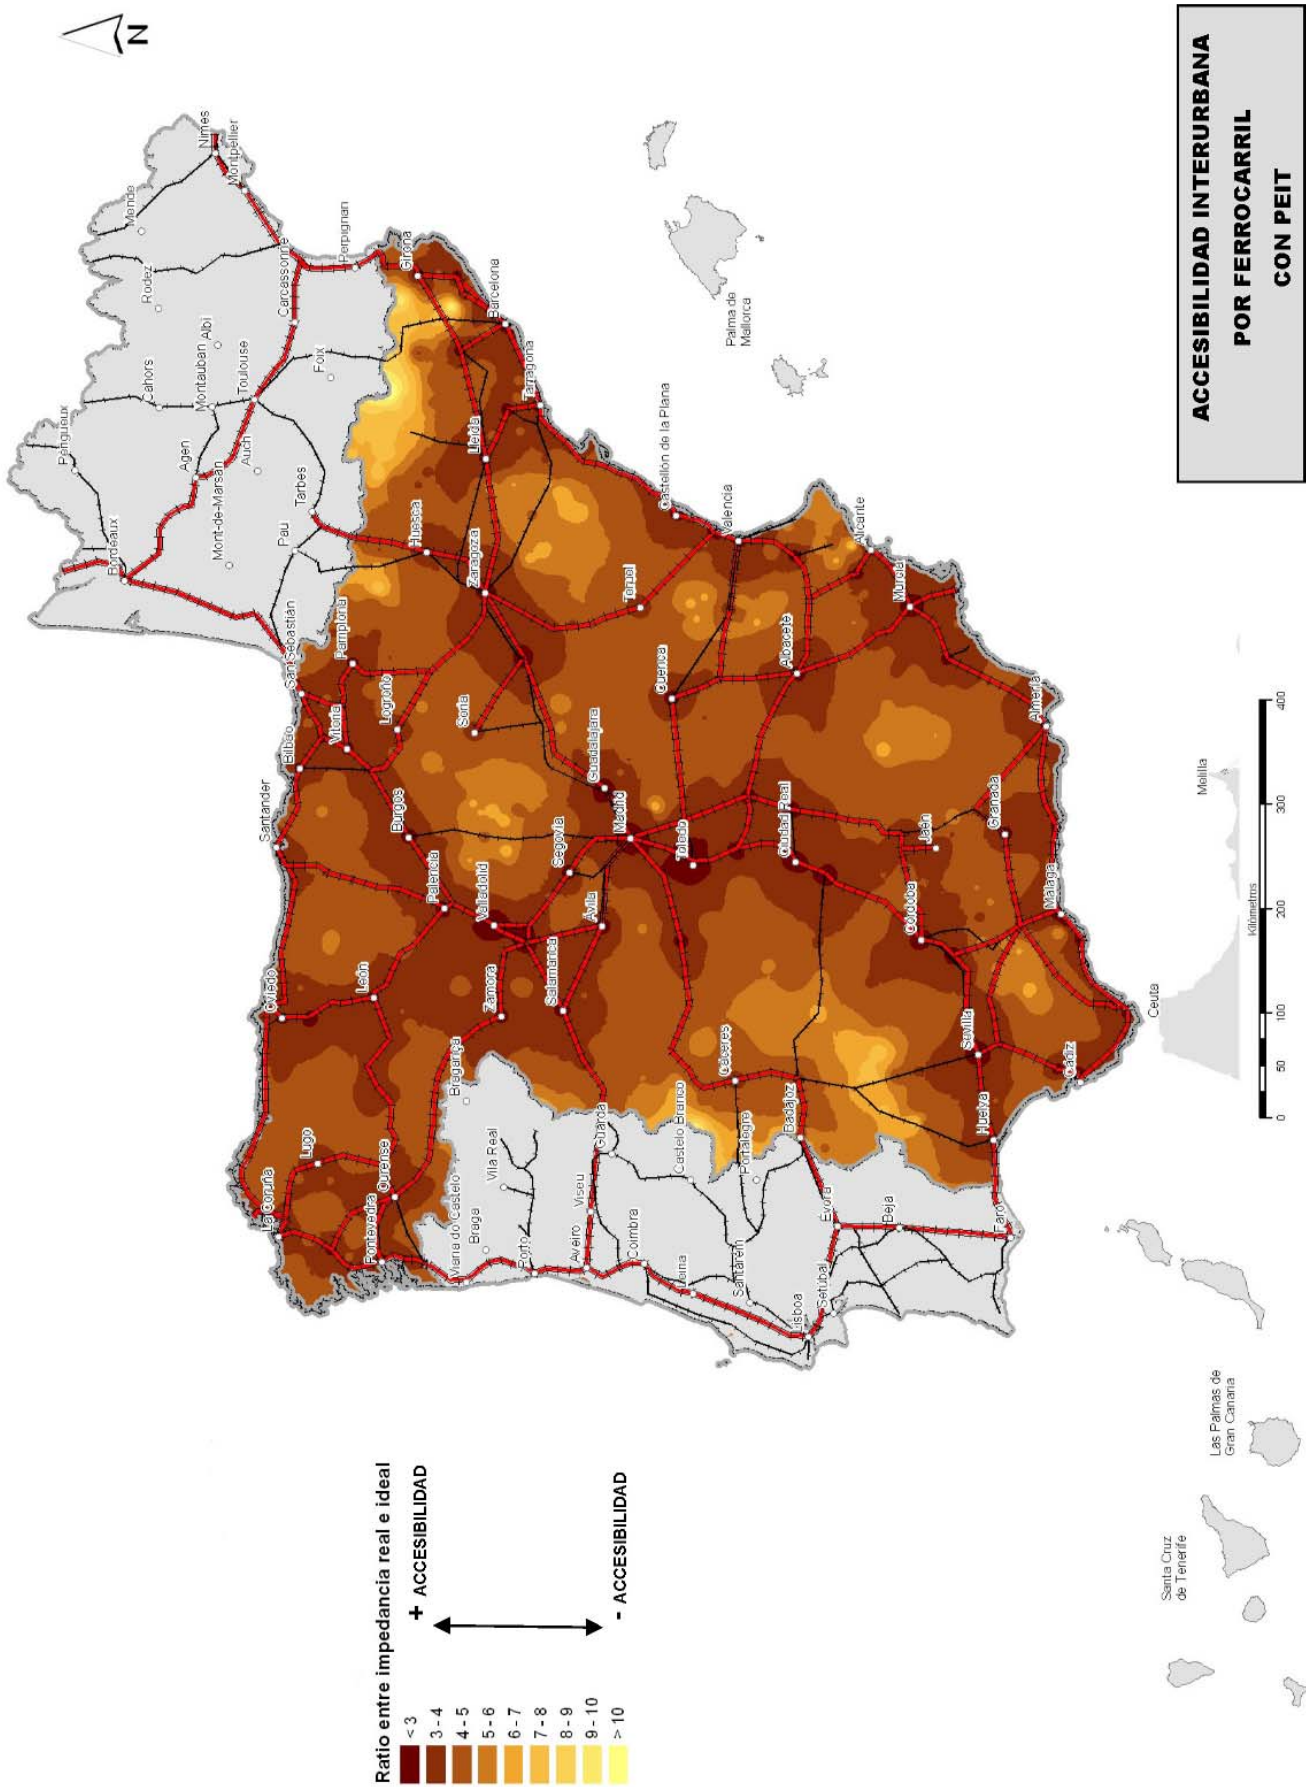 N
Périgueux
Bordeaux
Cahors
Rodez
Mende
Nimes
Montpellier
Agen
Montauban
Albi
Mont-de-Marsan
Auch
Toulouse
Carcassonne
Tarbes
Pau
Foix
Perpignan
La Coruña
Lugo
Oviedo
Santander
Bilbao
San Sebastián
Vitoria
Pamplona
Logroño
Pontevedra
Ourense
León
Burgos
Palencia
Huesca
Girona
Viana do Castelo
Braga
Bragança
Vila Real
Zamora
Valladolid
Soria
Zaragoza
Lleida
Barcelona
Tarragona
Porto
Aveiro
Viseu
Guarda
Salamanca
Segovia
Ávila
Guadalajara
Madrid
Teruel
Coimbra
Castelo Branco
Leiria
Santarém
Portalegre
Cáceres
Toledo
Cuenca
Castellón de la Plana
Valencia
Palma de
Mallorca
Lisboa
Setúbal
Évora
Badajoz
Ciudad Real
Albacete
Alicante
Beja
Córdoba
Jaén
Murcia
Faro
Huelva
Sevilla
Granada
Almería
Cádiz
Málaga
Ceuta
Melilla
Santa Cruz
de Tenerife
Las Palmas de
Gran Canaria
Kilómetros
0
50
100
200
300
400
Ratio entre impedancia real e ideal
< 3
3 - 4
4 - 5
5 - 6
6 - 7
7 - 8
8 - 9
9 - 10
> 10
+ ACCESIBILIDAD
- ACCESIBILIDAD
ACCESIBILIDAD INTERURBANA
POR FERROCARRIL
CON PEIT